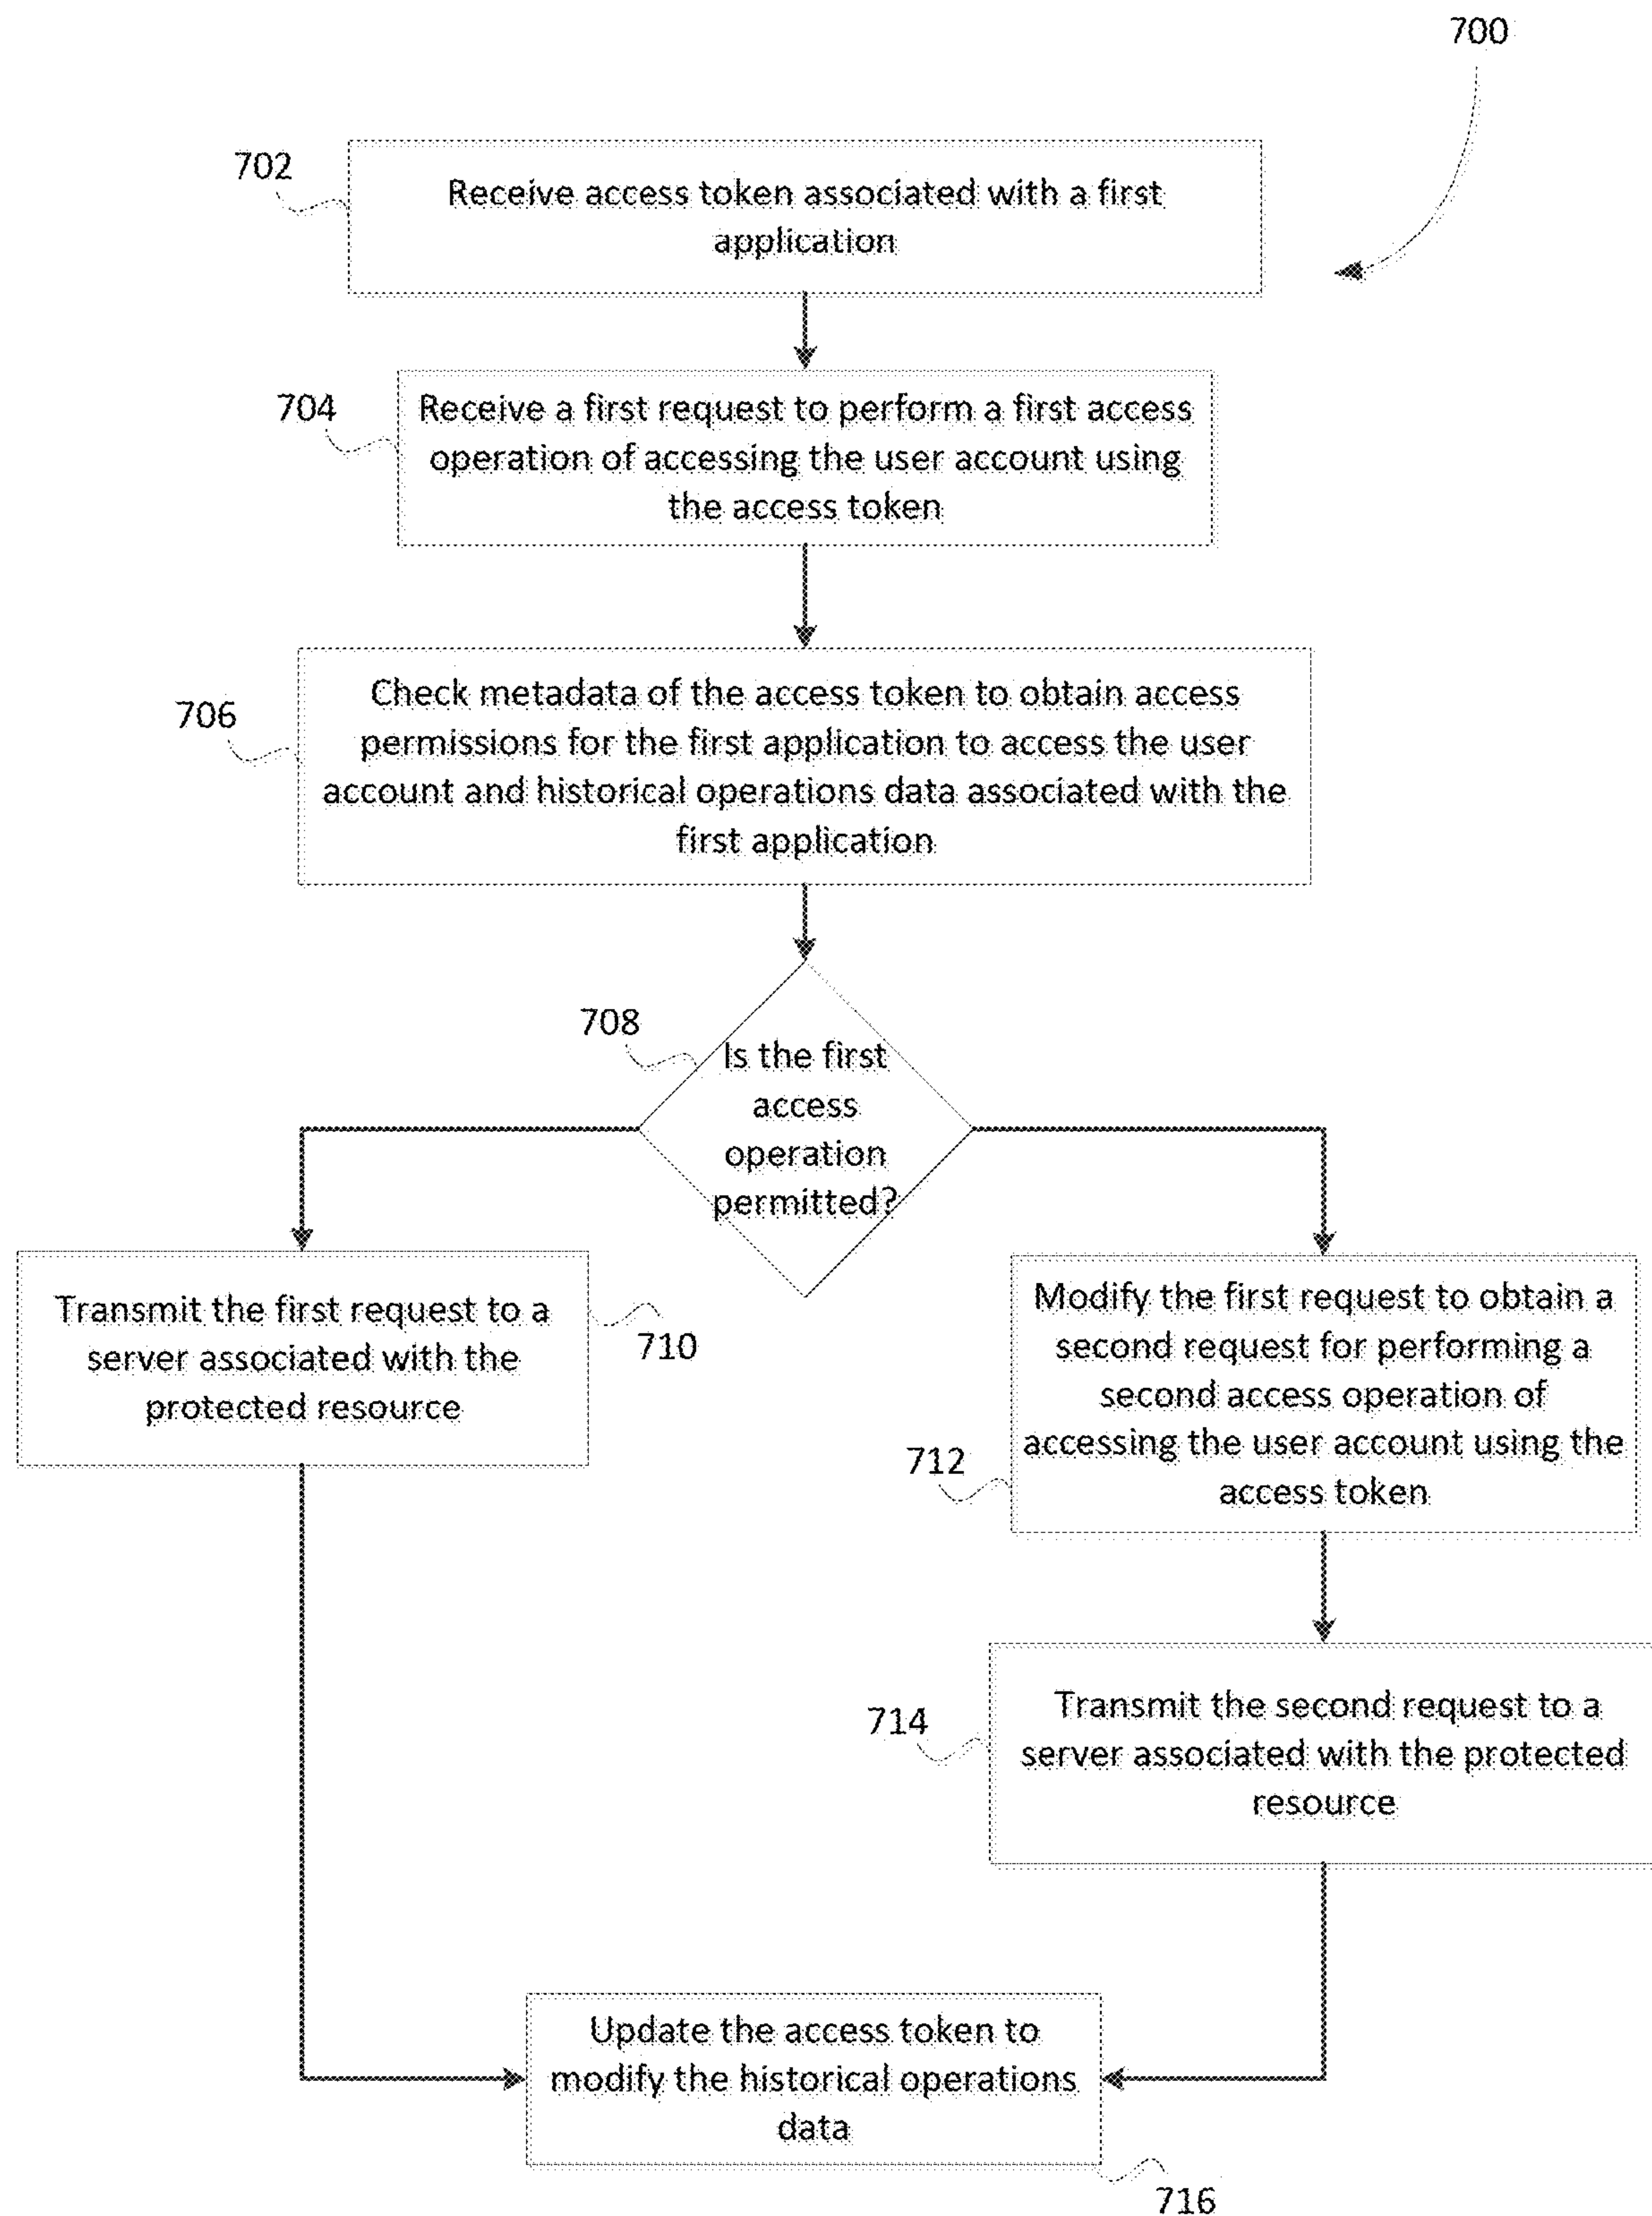 700
702
Receive access token associated with a first
application
704
Receive a first request to perform a first access
operation of accessing the user account using
the access token
706
Check metadata of the access token to obtain access
permissions for the first application to access the user
account and historical operations data associated with the
first application
708
Is the first
access
operation
permitted?
Transmit the first request to a
server associated with the
protected resource
710
Modify the first request to obtain a
second request for performing a
second access operation of
accessing the user account using the
access token
712
714
Transmit the second request to a
server associated with the protected
resource
Update the access token to
modify the historical operations
data
716